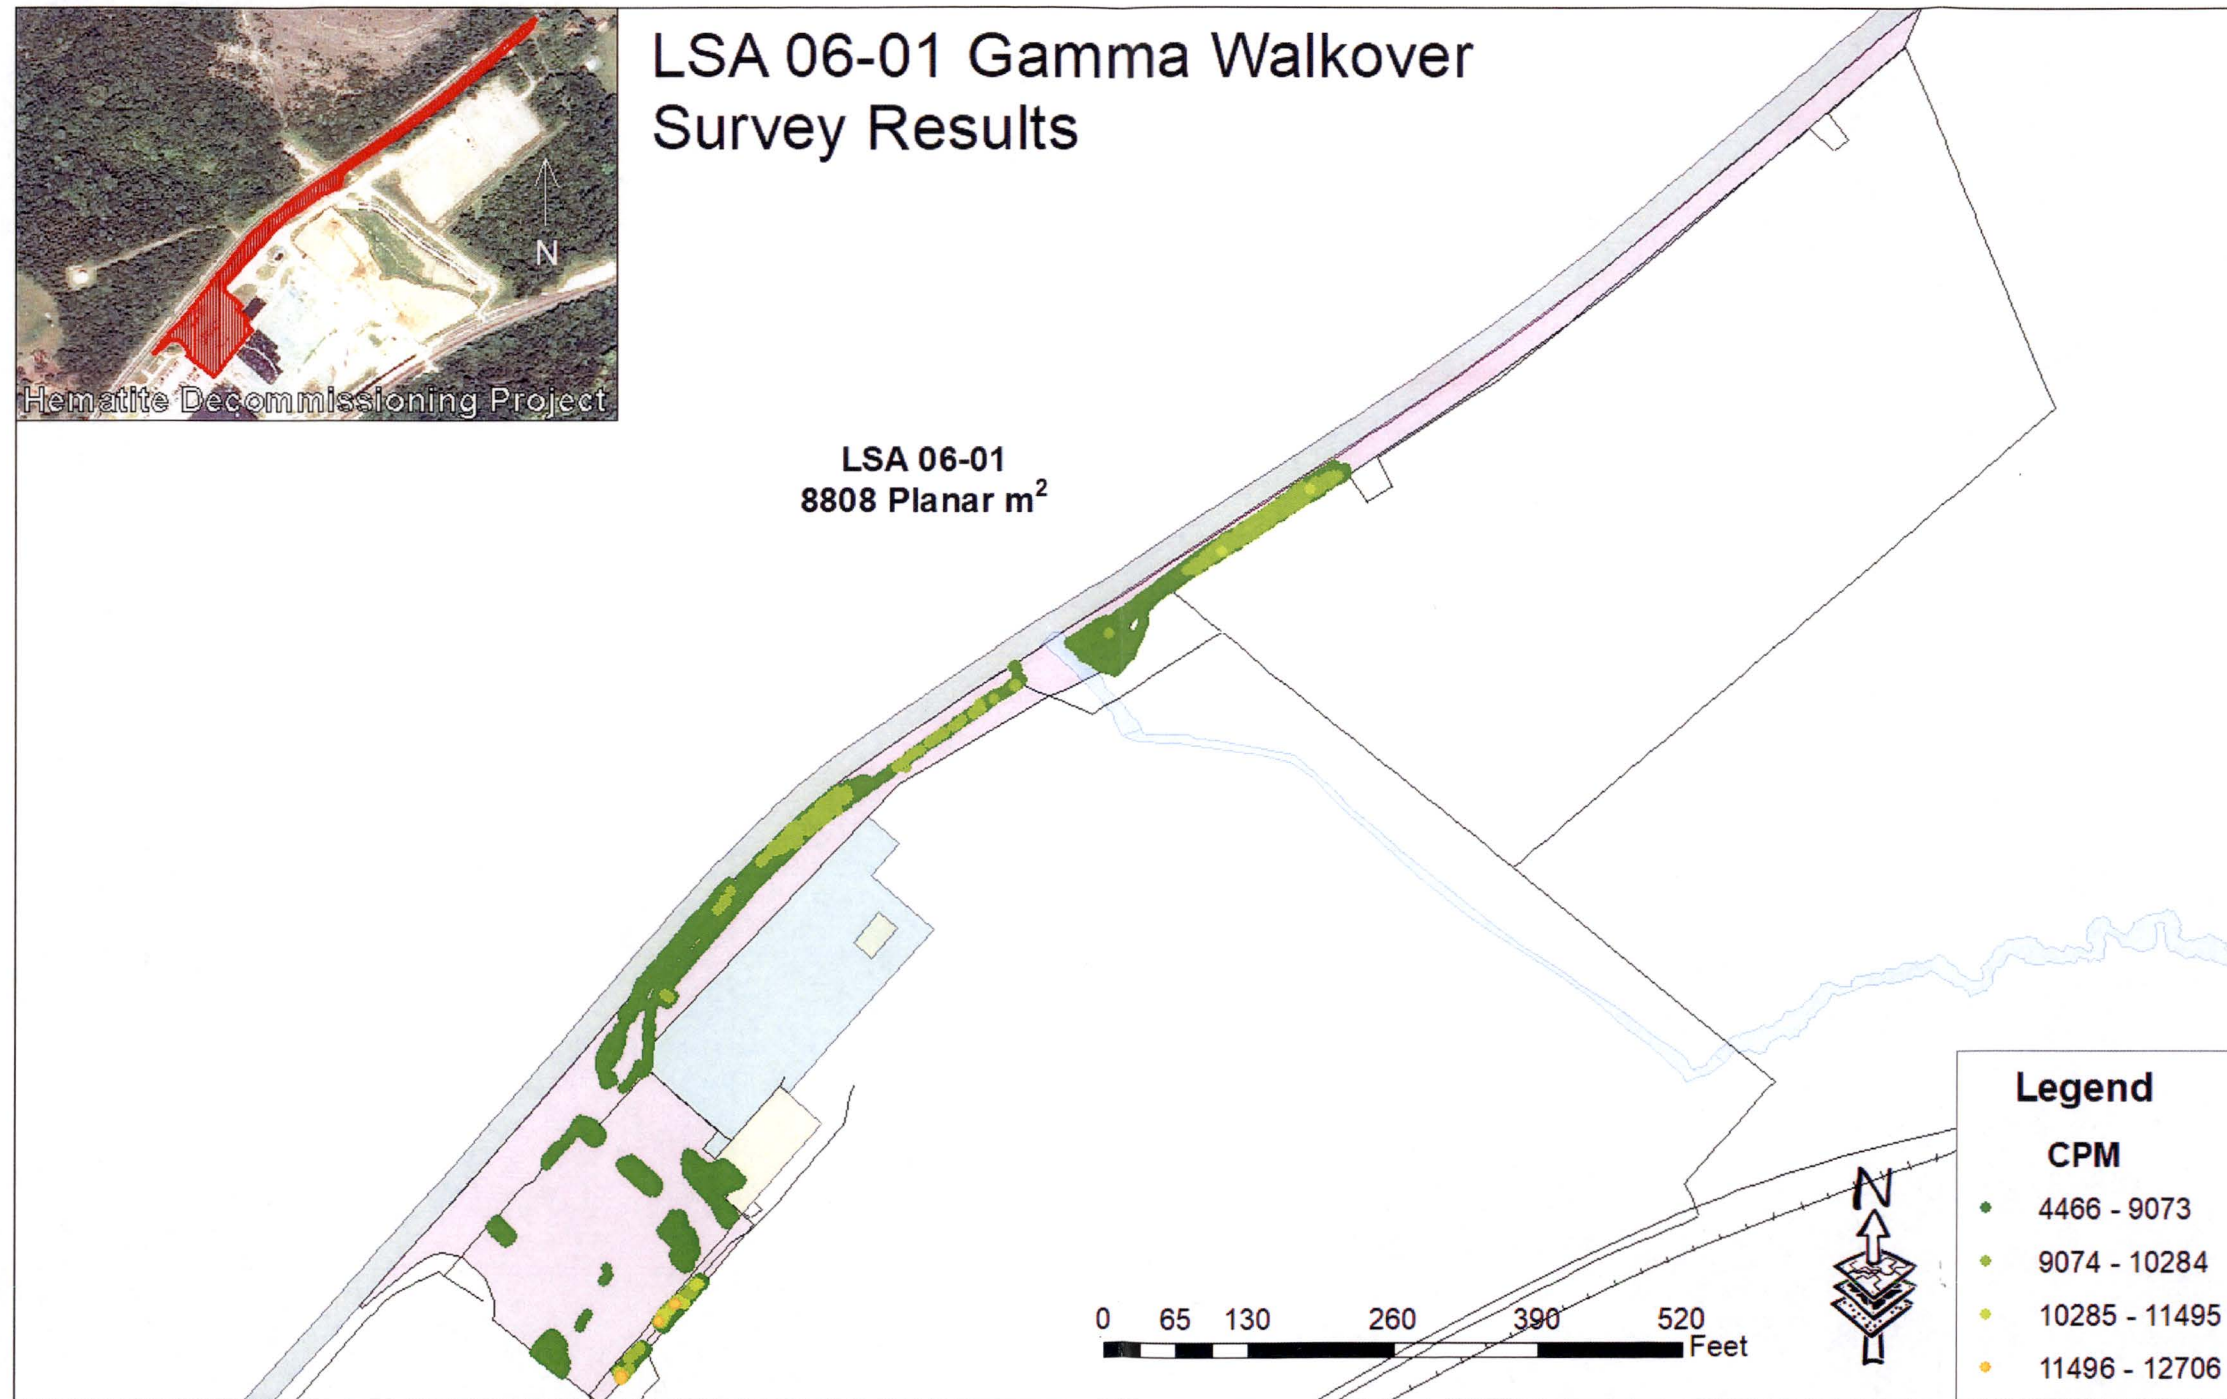 LSA 06-01 Gamma Walkover
Survey Results
N
Hematite Decommissioning Project
LSA 06-01
8808 Planar m²
Legend
CPM
4466 - 9073
9074 - 10284
10285 - 11495
11496 - 12706
N
0 65 130 260 390 520
Feet